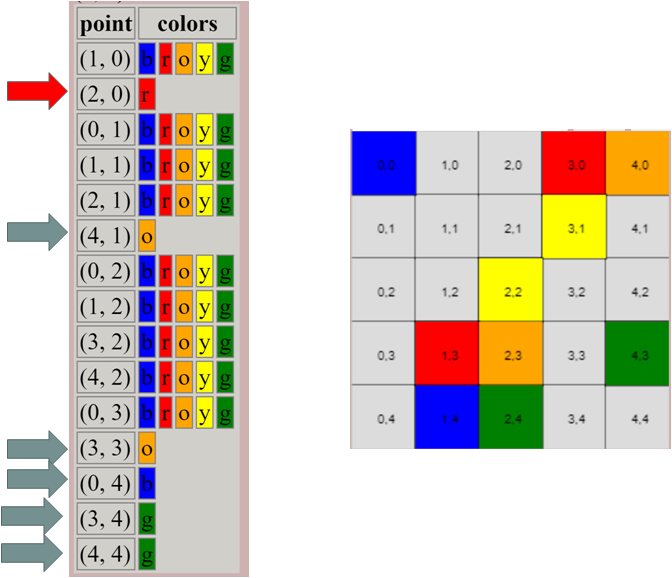 point colors
(1, 0) b r o y g
(2, 0) r
(0, 1) b r o y g
(1, 1) b r o y g
(2, 1) b r o y g
(4, 1) o
(0, 2) b r o y g
(1, 2) b r o y g
(3, 2) b r o y g
(4, 2) b r o y g
(0, 3) b r o y g
(3, 3) o
(0, 4) b
(3, 4) g
(4, 4) g
0,0 1,0 2,0 3,0 4,0
0,1 1,1 2,1 3,1 4,1
0,2 1,2 2,2 3,2 4,2
0,3 1,3 2,3 3,3 4,3
0,4 1,4 2,4 3,4 4,4